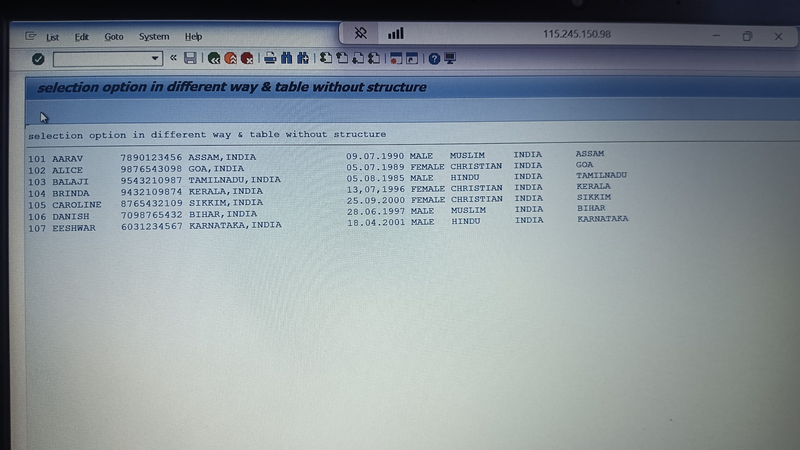 List Edit Goto System Help
115.245.150.98
selection option in different way & table without structure
selection option in different way & table without structure
101 AARAV 7890123456 ASSAM,INDIA 09.07.1990 MALE MUSLIM INDIA ASSAM
102 ALICE 9876543098 GOA,INDIA 05.07.1989 FEMALE CHRISTIAN INDIA GOA
103 BALAJI 9543210987 TAMILNADU,INDIA 05.08.1985 MALE HINDU INDIA TAMILNADU
104 BRINDA 9432109874 KERALA,INDIA 13,07,1996 FEMALE CHRISTIAN INDIA KERALA
105 CAROLINE 8765432109 SIKKIM,INDIA 25.09.2000 FEMALE CHRISTIAN INDIA SIKKIM
106 DANISH 7098765432 BIHAR,INDIA 28.06.1997 MALE MUSLIM INDIA BIHAR
107 EESHWAR 6031234567 KARNATAKA,INDIA 18.04.2001 MALE HINDU INDIA KARNATAKA